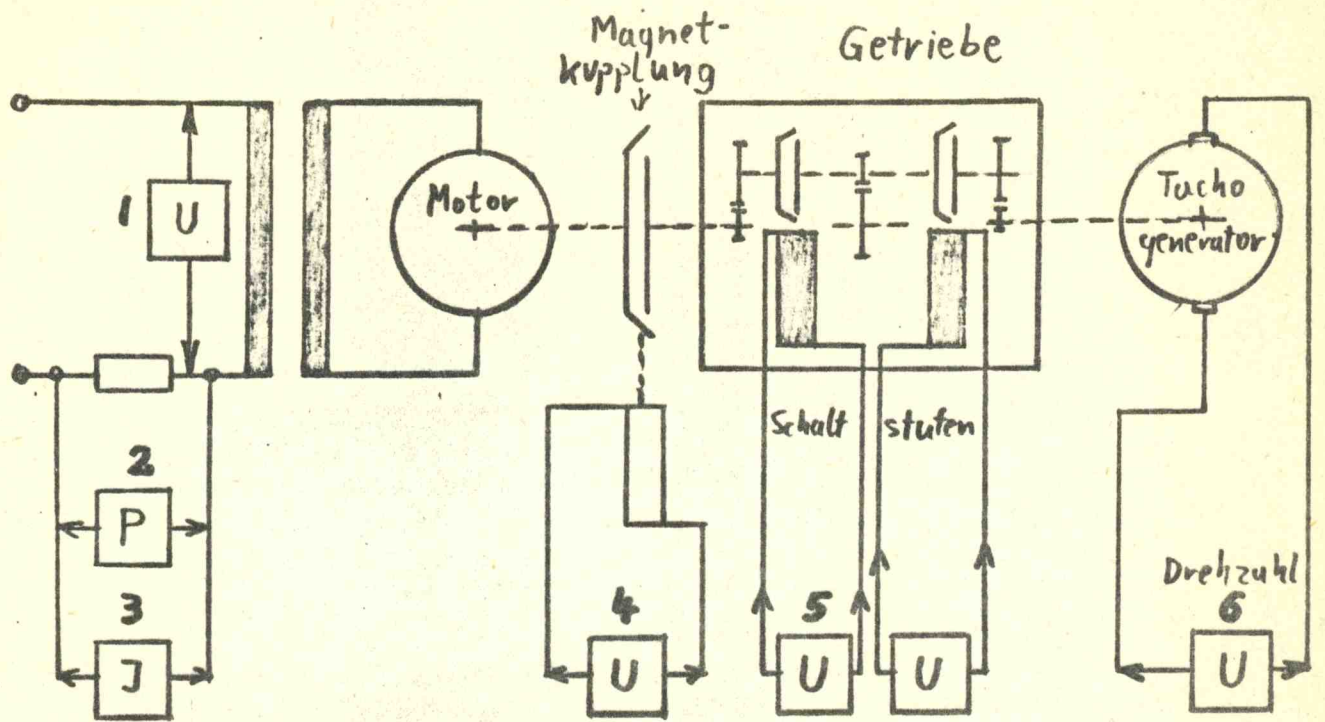 Magnet-
kupplung
Getriebe
1
U
Motor
Tacho
generator
2
P
3
J
Schalt
stufen
4
U
5
U
U
Drehzahl
6
U